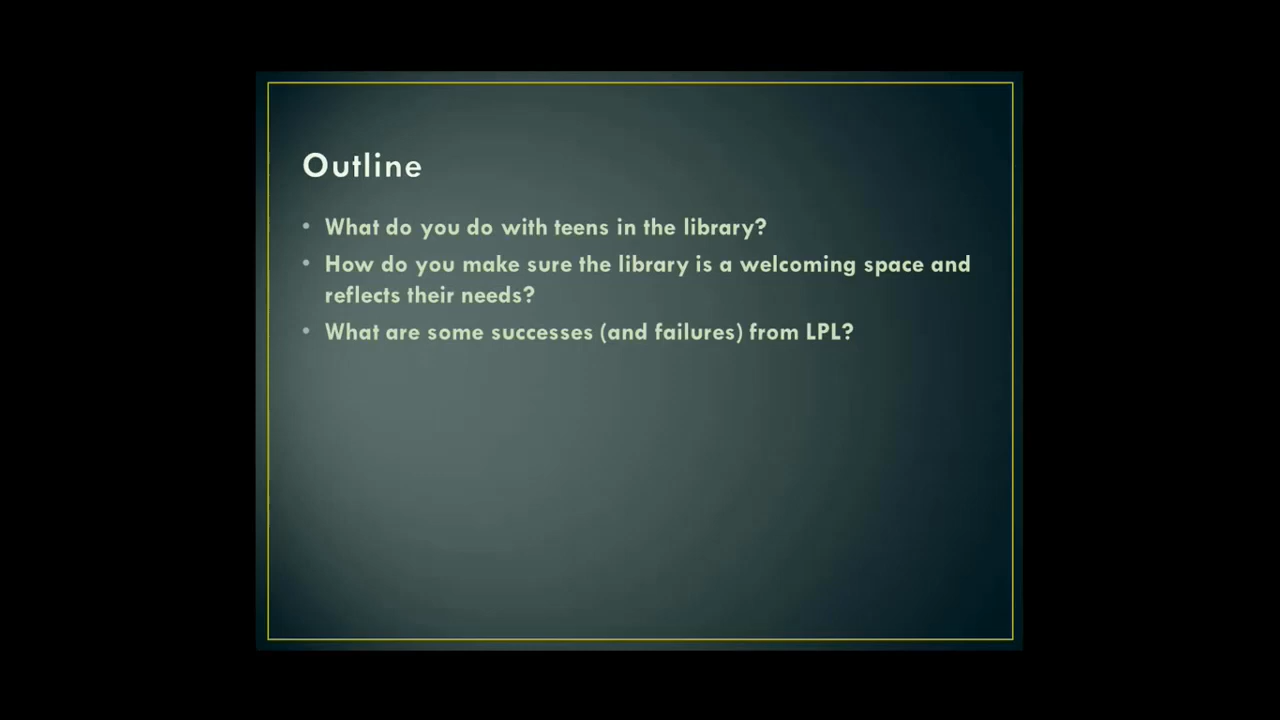 Outline
• What do you do with teens in the library?
• How do you make sure the library is a welcoming space and
reflects their needs?
• What are some successes (and failures) from LPL?